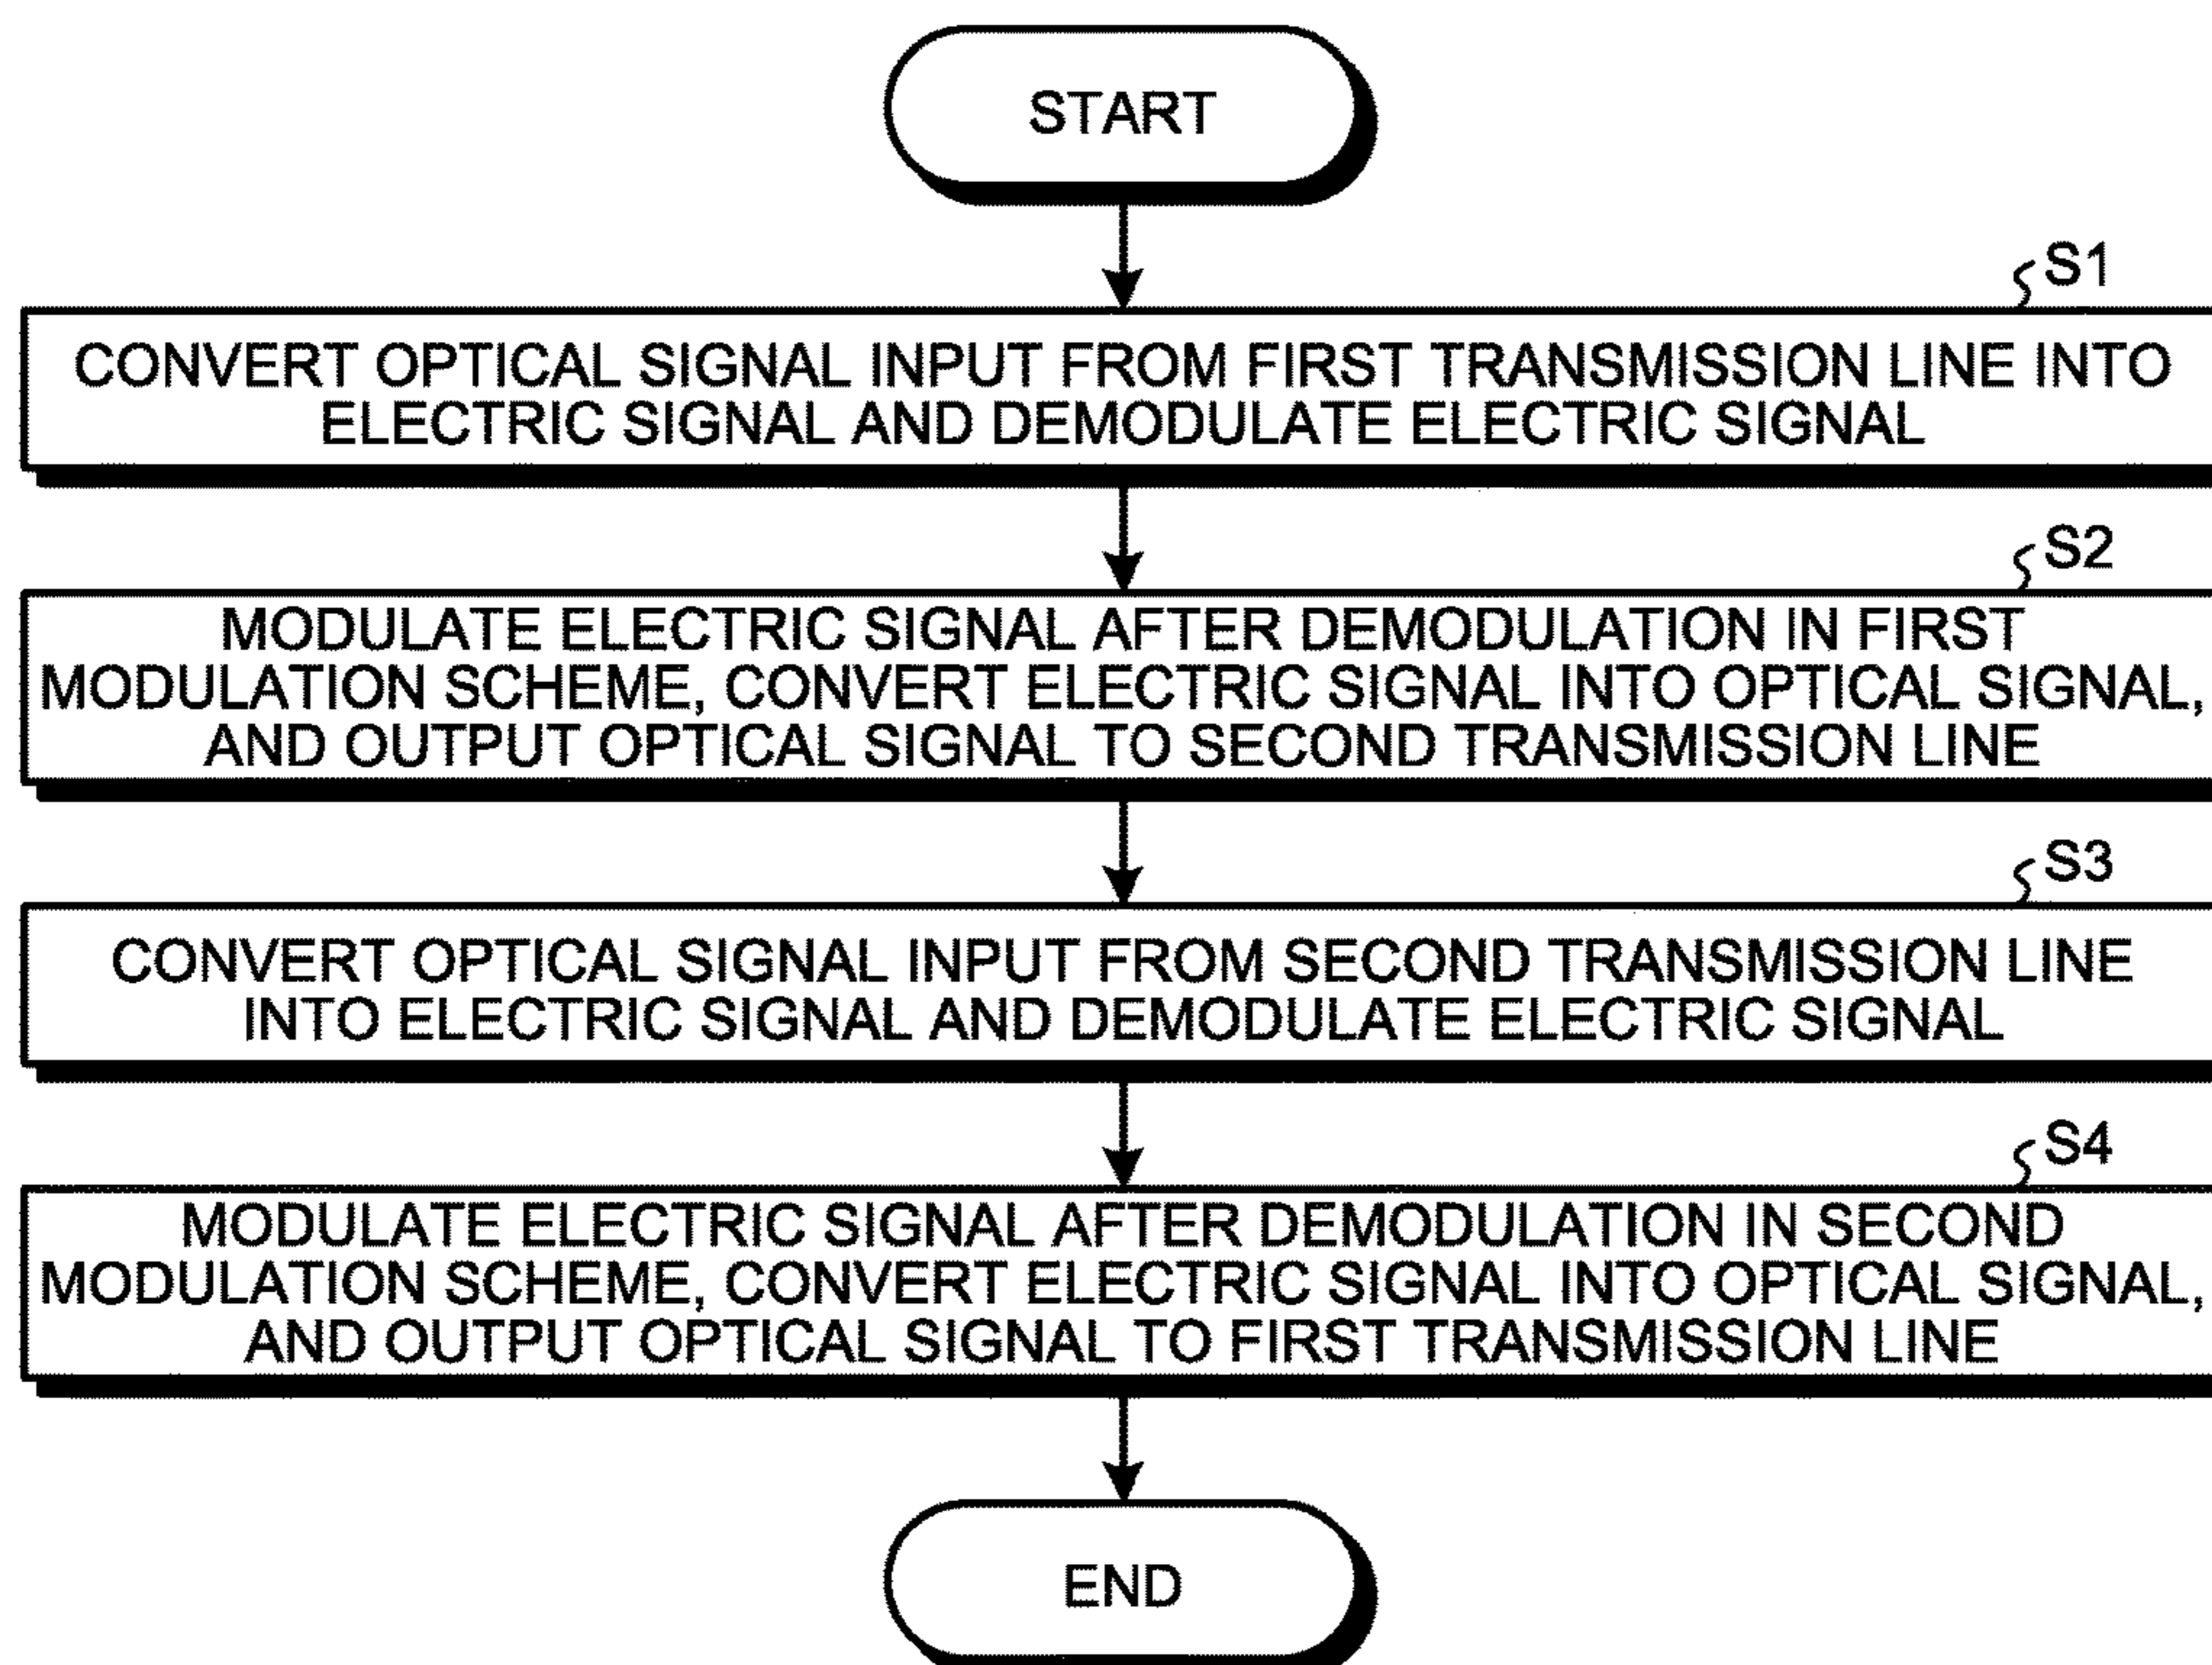 START
S1
CONVERT OPTICAL SIGNAL INPUT FROM FIRST TRANSMISSION LINE INTO
ELECTRIC SIGNAL AND DEMODULATE ELECTRIC SIGNAL
S2
MODULATE ELECTRIC SIGNAL AFTER DEMODULATION IN FIRST
MODULATION SCHEME, CONVERT ELECTRIC SIGNAL INTO OPTICAL SIGNAL,
AND OUTPUT OPTICAL SIGNAL TO SECOND TRANSMISSION LINE
S3
CONVERT OPTICAL SIGNAL INPUT FROM SECOND TRANSMISSION LINE
INTO ELECTRIC SIGNAL AND DEMODULATE ELECTRIC SIGNAL
S4
MODULATE ELECTRIC SIGNAL AFTER DEMODULATION IN SECOND
MODULATION SCHEME, CONVERT ELECTRIC SIGNAL INTO OPTICAL SIGNAL,
AND OUTPUT OPTICAL SIGNAL TO FIRST TRANSMISSION LINE
END